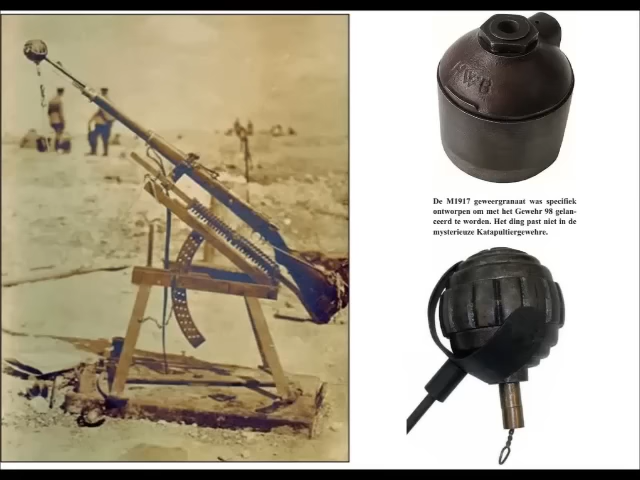 HWB
De M1917 geweergranaat was specifiek
ontworpen om met het Gewehr 98 gelan-
ceerd te worden. Het ding past niet in de
mysterieuze Katapultiergewehre.